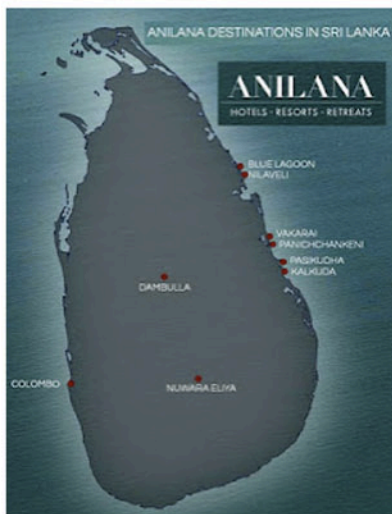 ANILANA DESTINATIONS IN SRI LANKA
ANILANA
HOTELS · RESORTS · RETREATS
BLUE LAGOON
NILAVELI
VAKARAI
PANICHCHANKENI
PASIKUDHA
KALKUDA
DAMBULLA
COLOMBO
NUWARA ELIYA